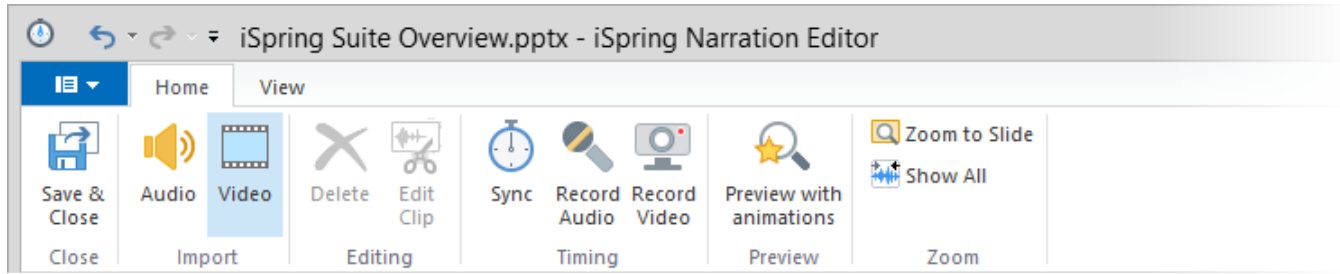 iSpring Suite Overview.pptx - iSpring Narration Editor
Home View
Save & Close
Audio
Video
Delete
Edit Clip
Sync
Record Audio
Record Video
Preview with animations
Zoom to Slide
Show All
Close Import Editing Timing Preview Zoom